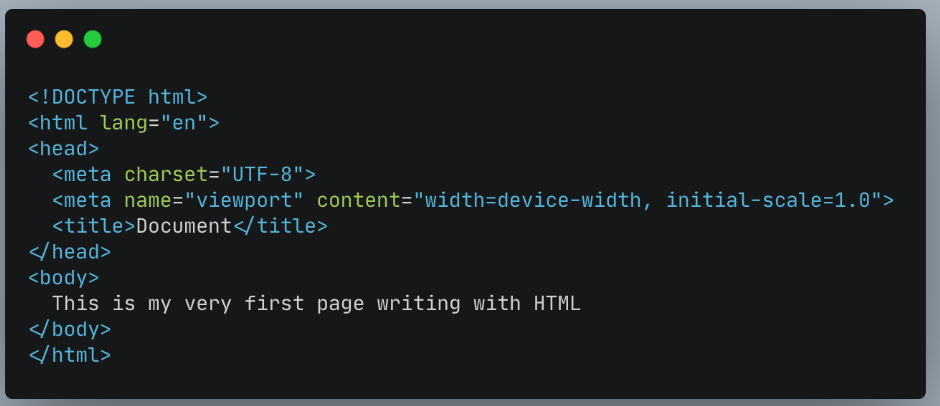 <!DOCTYPE html>
<html lang="en">
<head>
  <meta charset="UTF-8">
  <meta name="viewport" content="width=device-width, initial-scale=1.0">
  <title>Document</title>
</head>
<body>
  This is my very first page writing with HTML
</body>
</html>